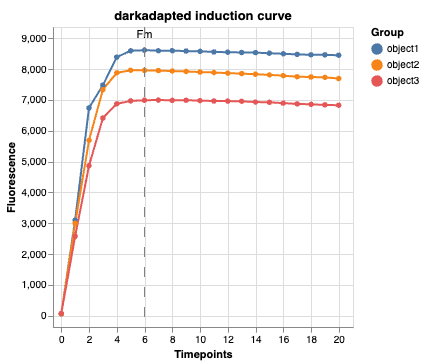 darkadapted induction curve
Fm
Group
object1
object2
object3
Fluorescence
9,000
8,000
7,000
6,000
5,000
4,000
3,000
2,000
1,000
0
0 2 4 6 8 10 12 14 16 18 20
Timepoints